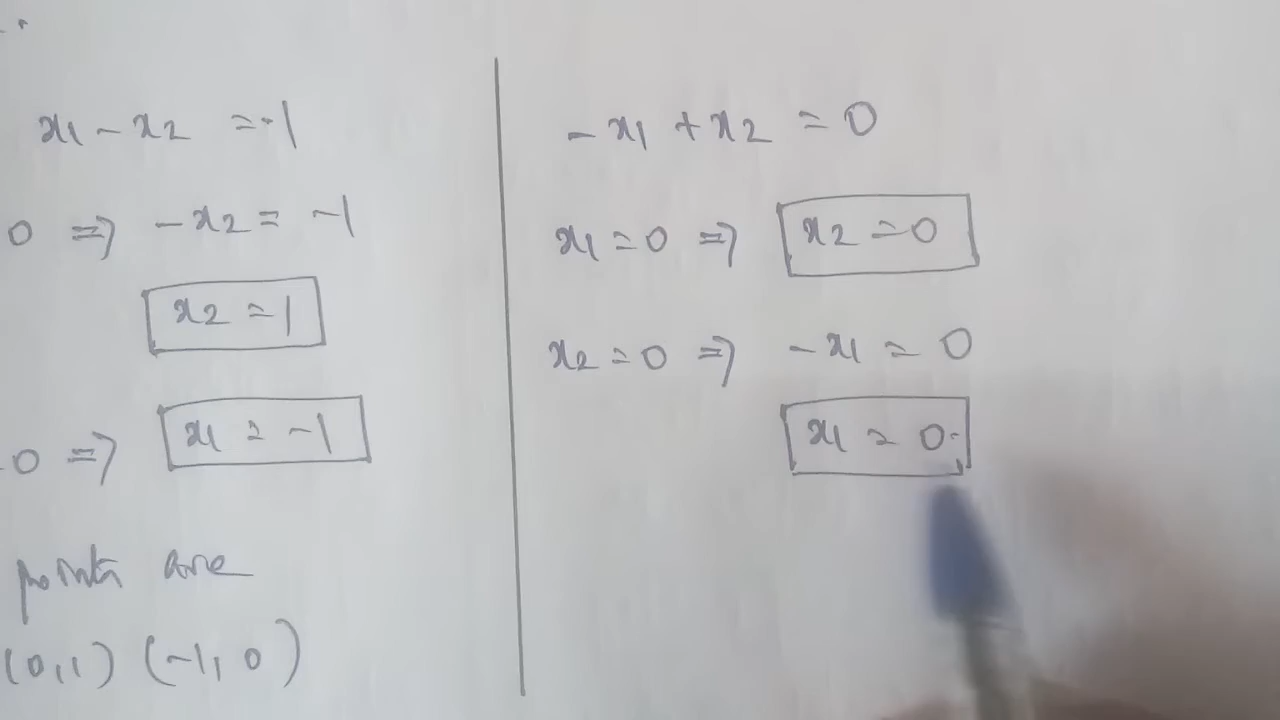 x1 - x2 = -1
0 ⇒ -x2 = -1
x2 = 1
0 ⇒ x1 = -1
points are
(0,1) (-1,0)
-x1 + x2 = 0
x1 = 0 ⇒ x2 = 0
x2 = 0 ⇒ -x1 = 0
x1 = 0